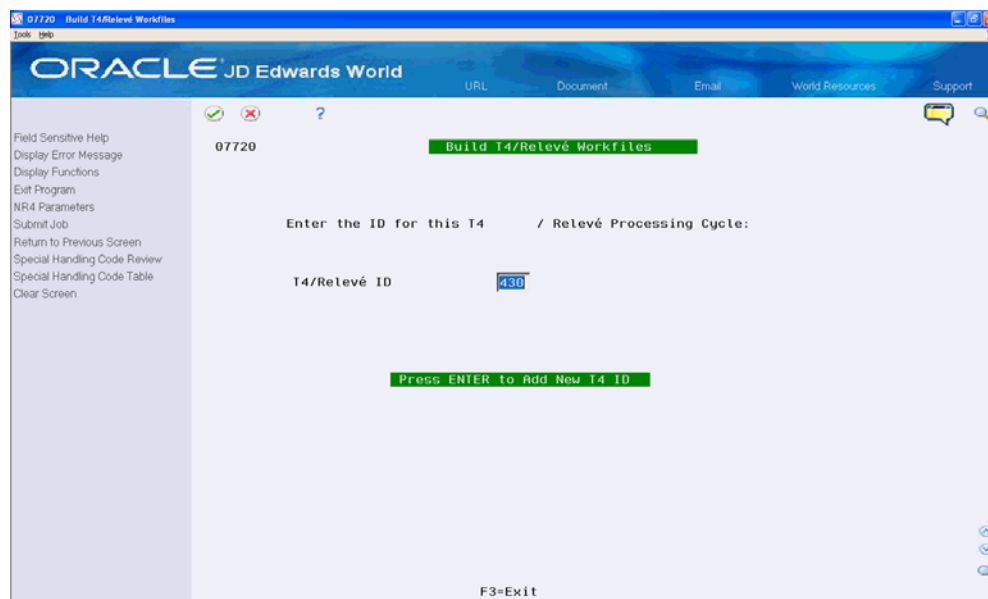 07720 Build T4/Relevé Workfiles
Tools Help
ORACLE JD Edwards World
URL Document Email World Resources Support
?
Field Sensitive Help
Display Error Message
Display Functions
Exit Program
NR4 Parameters
Submit Job
Return to Previous Screen
Special Handling Code Review
Special Handling Code Table
Clear Screen
07720 Build T4/Relevé Workfiles
Enter the ID for this T4 / Relevé Processing Cycle:
T4/Relevé ID 430
Press ENTER to Add New T4 ID
F3=Exit